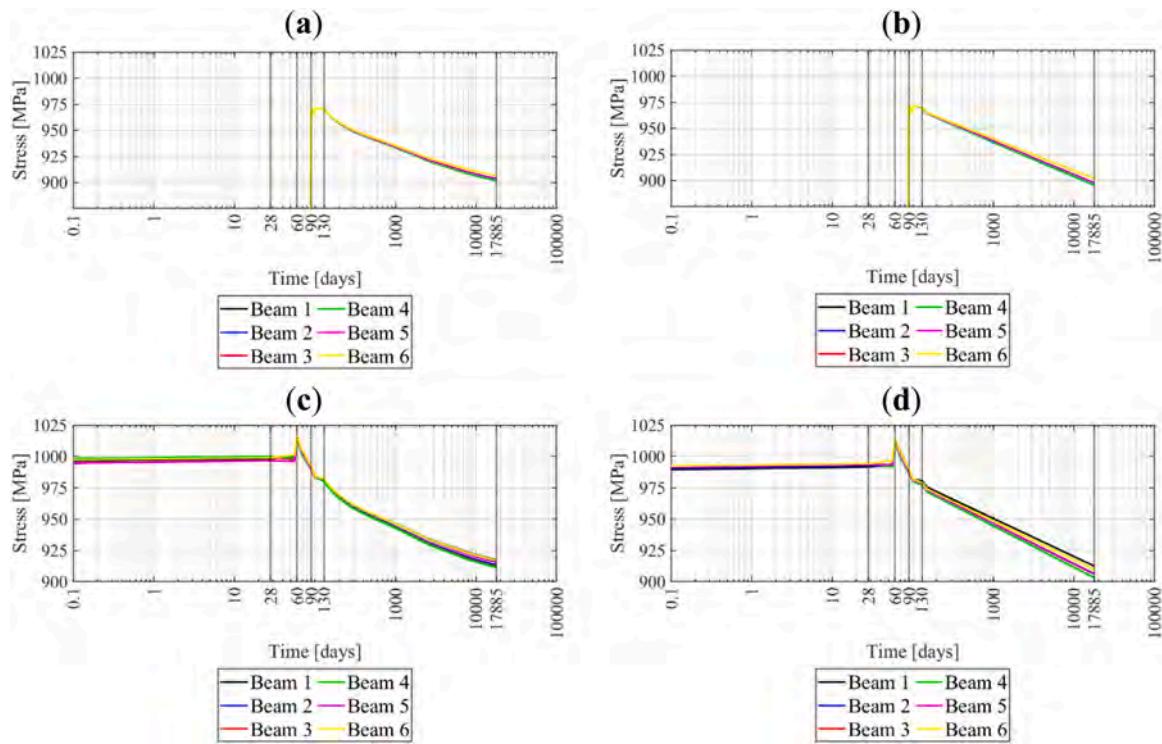 (a)
1025
1000
975
950
925
900
Stress [MPa]
0.1
1
10
28
60
90
130
1000
10000
17885
100000
Time [days]
Beam 1 Beam 4
Beam 2 Beam 5
Beam 3 Beam 6
(b)
1025
1000
975
950
925
900
Stress [MPa]
0.1
1
10
28
60
90
130
1000
10000
17885
100000
Time [days]
Beam 1 Beam 4
Beam 2 Beam 5
Beam 3 Beam 6
(c)
1025
1000
975
950
925
900
Stress [MPa]
0.1
1
10
28
60
90
130
1000
10000
17885
100000
Time [days]
Beam 1 Beam 4
Beam 2 Beam 5
Beam 3 Beam 6
(d)
1025
1000
975
950
925
900
Stress [MPa]
0.1
1
10
28
60
90
130
1000
10000
17885
100000
Time [days]
Beam 1 Beam 4
Beam 2 Beam 5
Beam 3 Beam 6